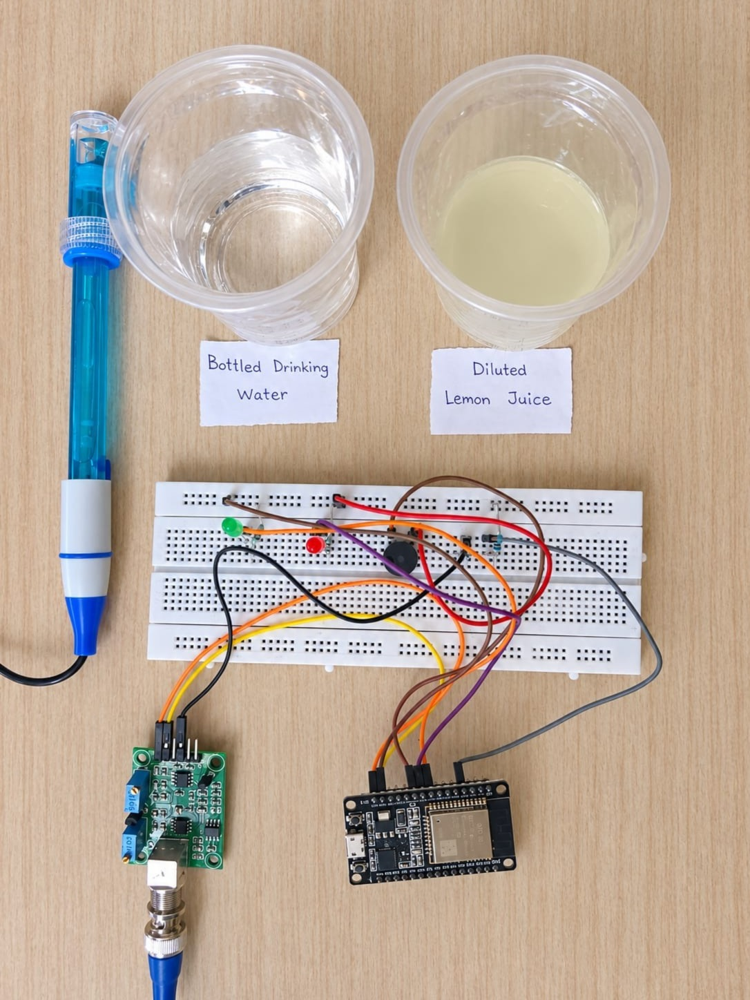 Bottled Drinking
Water
Diluted
Lemon Juice